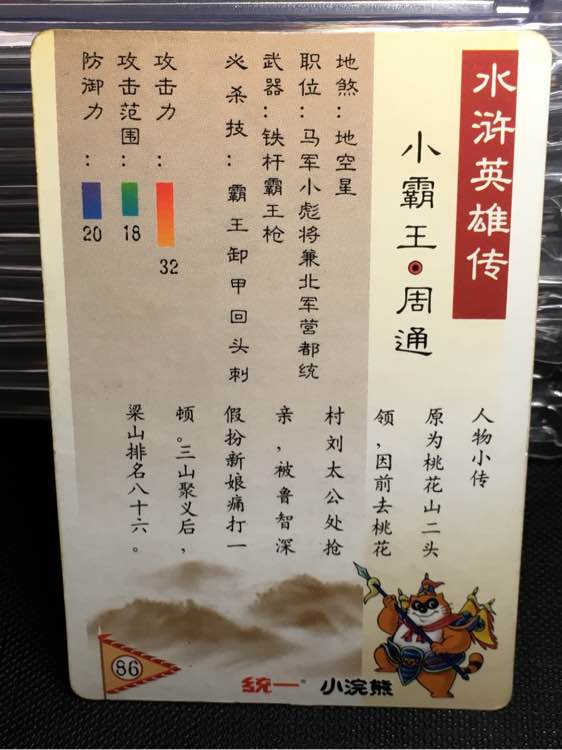 水浒英雄传
小霸王·周通
地煞：地空星
职位：马军小彪将兼北军营都统
武器：铁杆霸王枪
必杀技：霸王卸甲回头刺
攻击力：
32
攻击范围：
18
防御力：
20
人物小传
原为桃花山二头
领，因前去桃花
村刘太公处抢
亲，被鲁智深
假扮新娘痛打一
顿。三山聚义后，
梁山排名八十六。
86
统一® 小浣熊